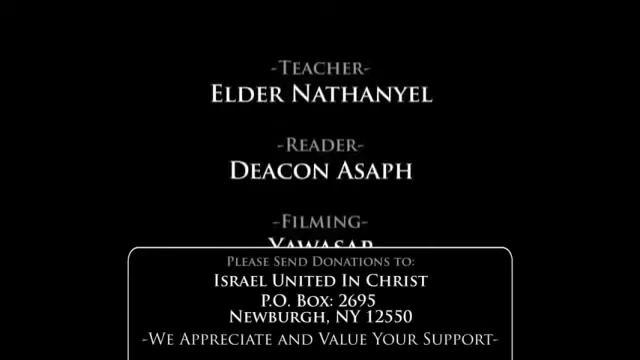 -Teacher-
Elder Nathanyel
-Reader-
Deacon Asaph
-Filming-
Yawasap
Please Send Donations to:
Israel United In Christ
P.O. Box: 2695
Newburgh, NY 12550
-We Appreciate and Value Your Support-